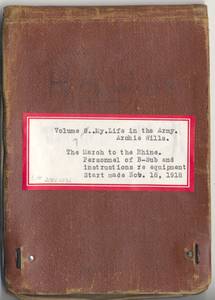 Volume 8..My.Life in the Army.
Archie Wills.
The March to the Rhine.
Personnel of B-Sub and
instructions re equipment
Start made Nov. 18, 1918